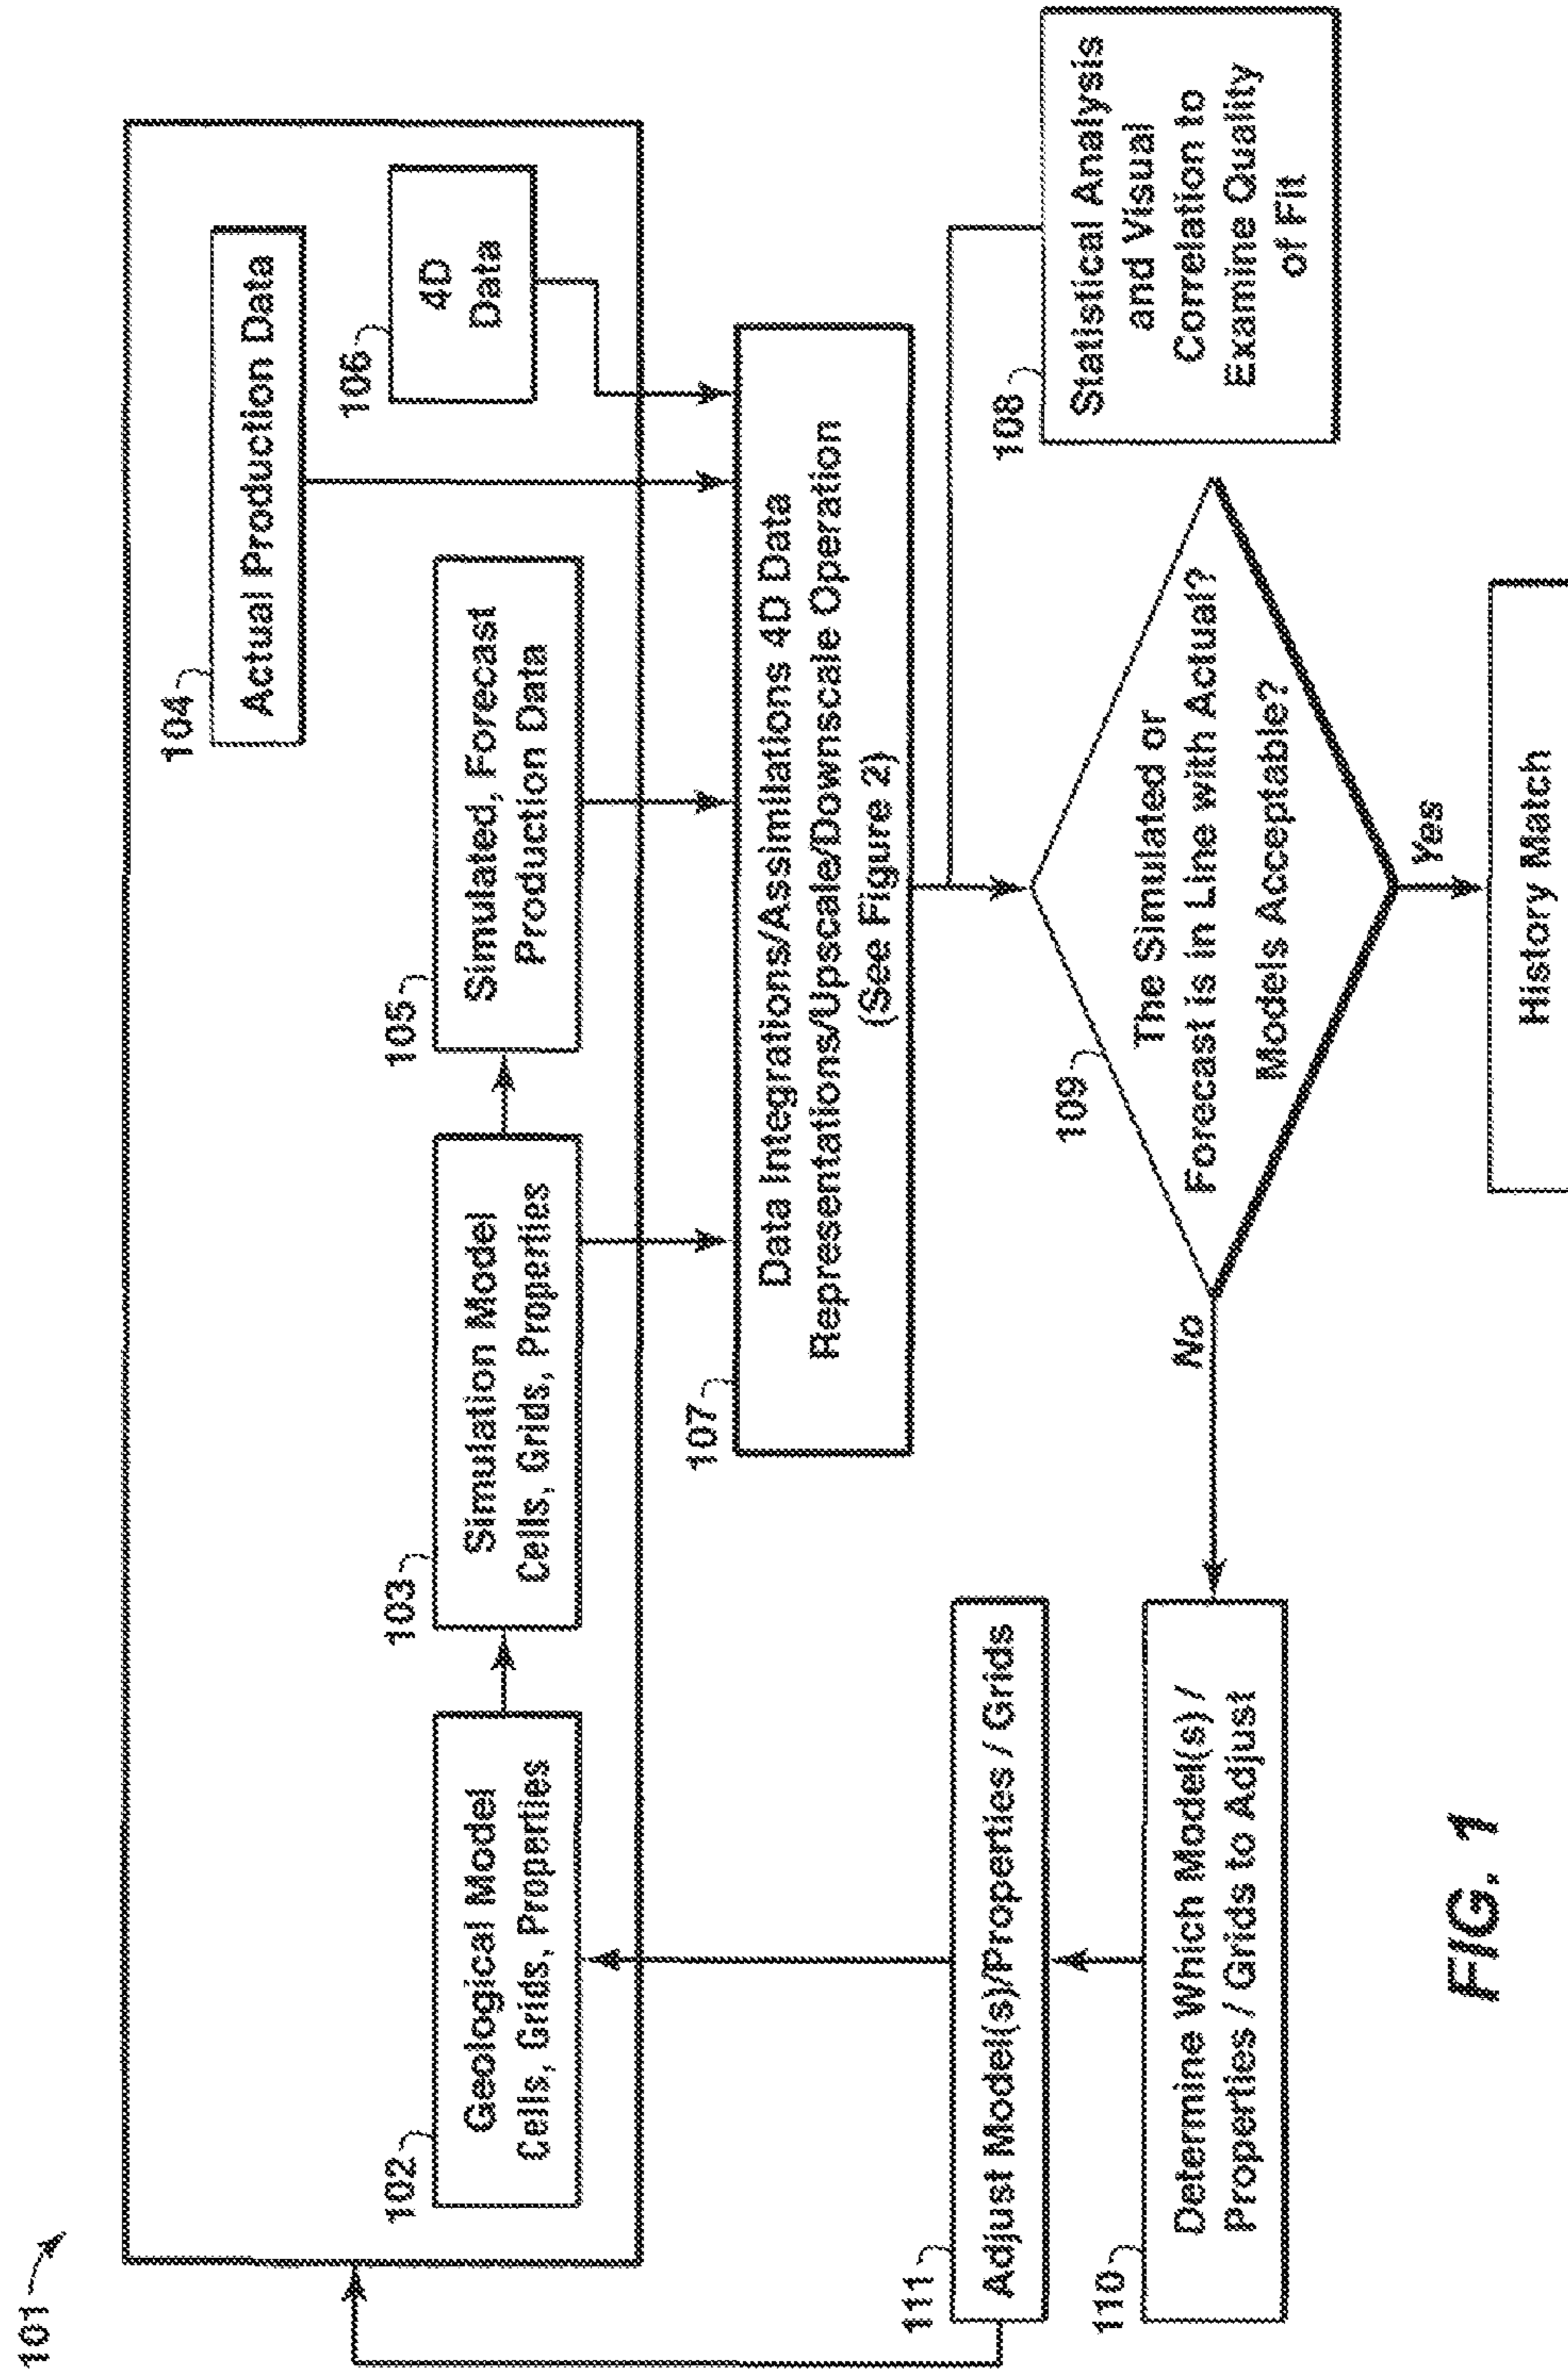 101
104
Actual Production Data
102
Geological Model
Cells, Grids, Properties
103
Simulation Model
Cells, Grids, Properties
105
Simulated, Forecast
Production Data
106
4D
Data
107
Data Integrations/Assimilations 4D Data
Representations/Upscale/Downscale Operation
(See Figure 2)
111
Adjust Model(s)/Properties / Grids
108
Statistical Analysis
and Visual
Correlation to
Examine Quality
of Fit
109
The Simulated or
Forecast is in Line with Actual?
Models Acceptable?
No
110
Determine Which Model(s) /
Properties / Grids to Adjust
Yes
History Match
FIG. 1